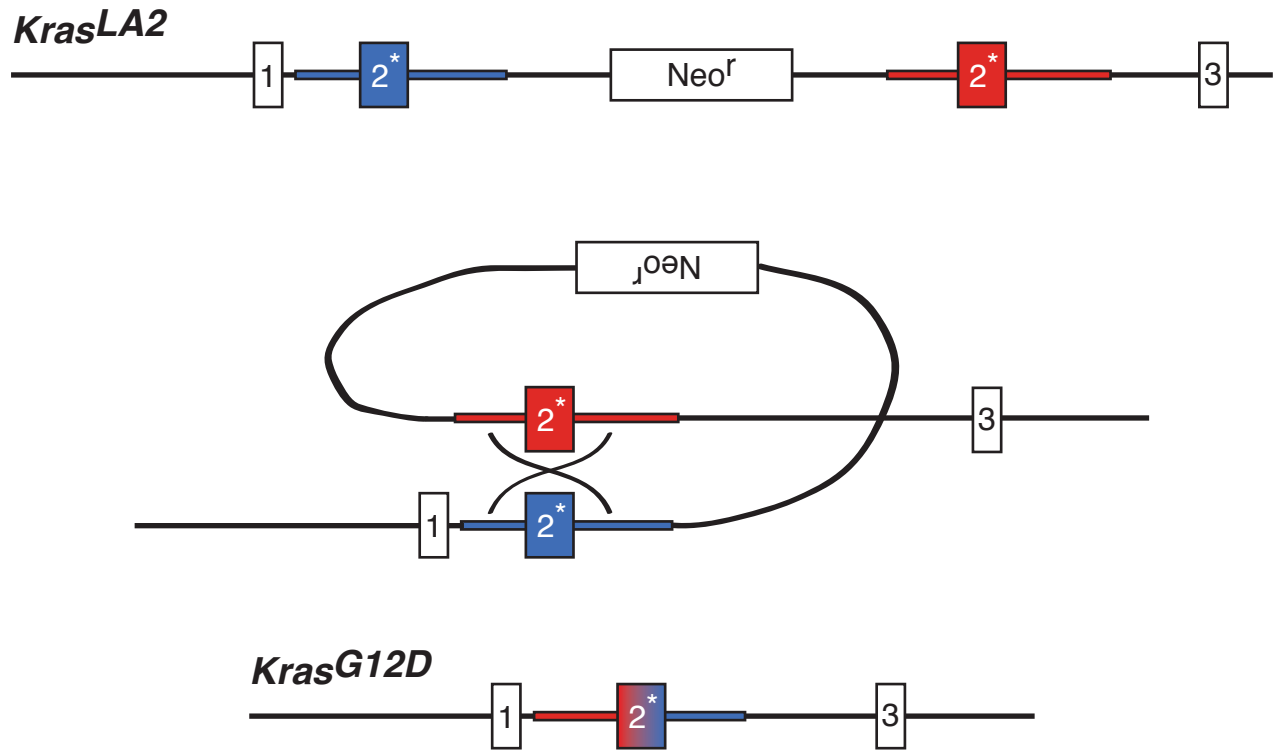 KrasLA2
1 2* Neor 2* 3
Neor
2* 3
1 2*
KrasG12D
1 2* 3